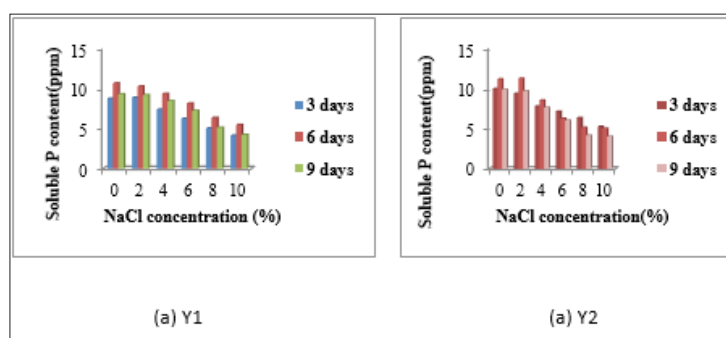 15
10
5
0
Soluble P content(ppm)
0 2 4 6 8 10
NaCl concentration (%)
3 days
6 days
9 days
(a) Y1
15
10
5
0
Soluble P content(ppm)
0 2 4 6 8 10
NaCl concentration(%)
3 days
6 days
9 days
(a) Y2